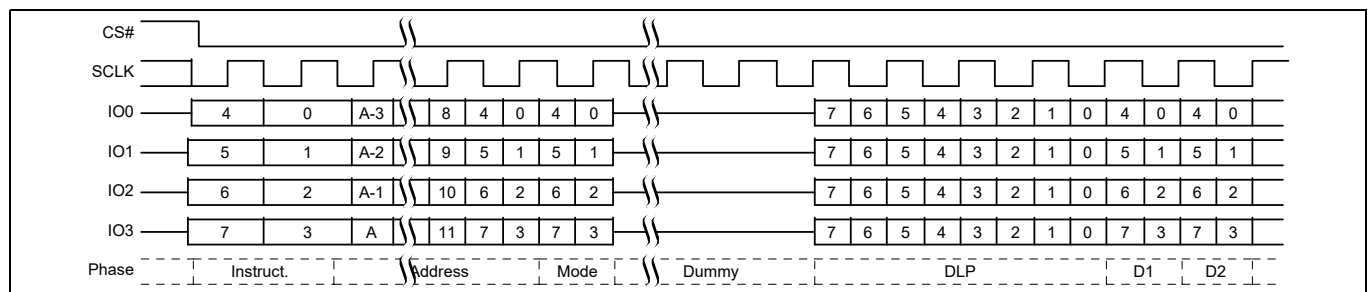 CS#
SCLK
IO0 4 0 A-3 8 4 0 4 0 7 6 5 4 3 2 1 0 4 0 4 0
IO1 5 1 A-2 9 5 1 5 1 7 6 5 4 3 2 1 0 5 1 5 1
IO2 6 2 A-1 10 6 2 6 2 7 6 5 4 3 2 1 0 6 2 6 2
IO3 7 3 A 11 7 3 7 3 7 6 5 4 3 2 1 0 7 3 7 3
Phase Instruct. Address Mode Dummy DLP D1 D2